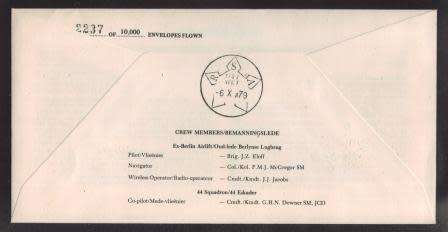 2237 OF 10,000 ENVELOPES FLOWN
R S A
-6 X 79
CREW MEMBERS/BEMANNINGSLEDE
Ex-Berlin Airlift/Oud-lede Berlynse Lugbrug
Pilot/Vlieënier — Brig. J.Z. Eloff
Navigator — Col./Kol. P.M.J. McGregor SM
Wireless Operator/Radio-operateur — Cmdt./Kmdt. J.J. Jacobs
44 Squadron/44 Eskader
Co-pilot/Mede-vlieënier — Cmdt./Kmdt. G.H.N. Downer SM, JCD